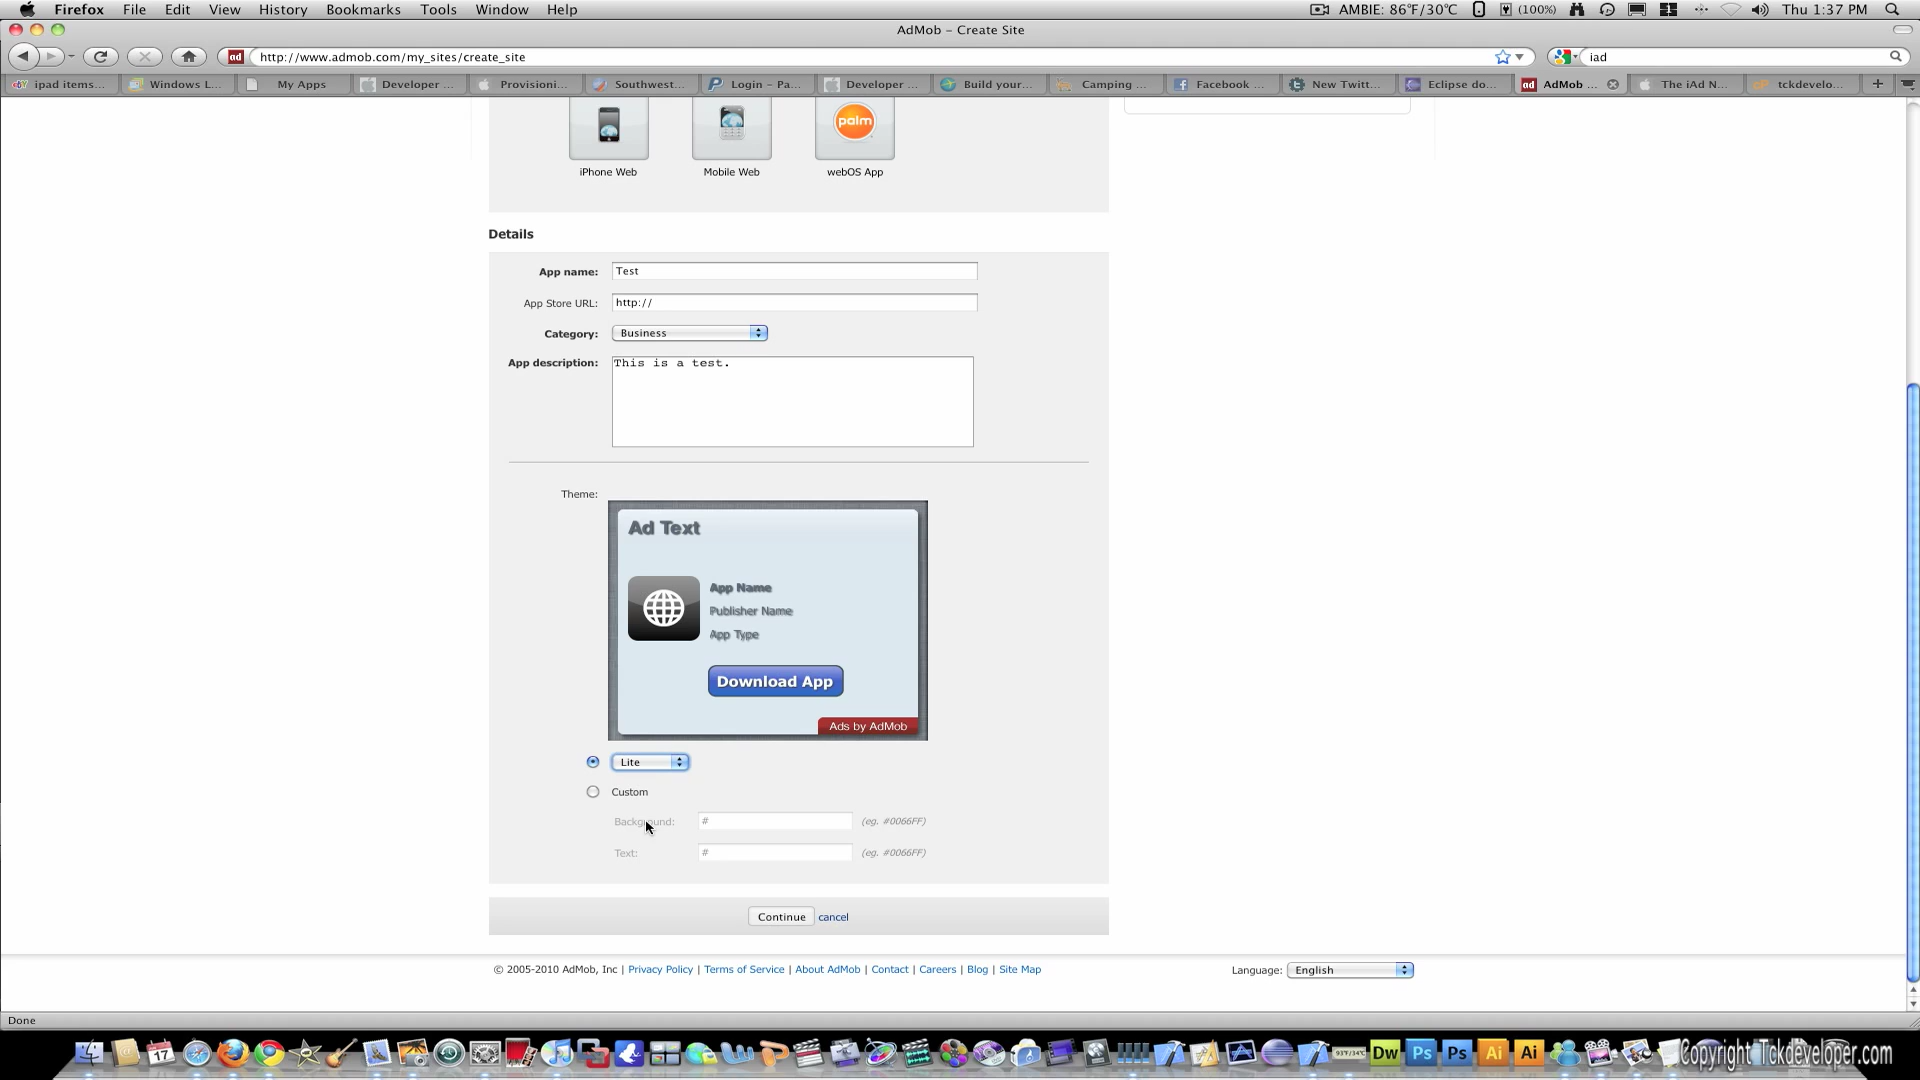 Firefox File Edit View History Bookmarks Tools Window Help AMBIE: 86°F/30°C (100%) Thu 1:37 PM
AdMob – Create Site
ad http://www.admob.com/my_sites/create_site iad
ipad items... Windows L... My Apps Developer ... Provisioni... Southwest... Login – Pa... Developer ... Build your... Camping ... Facebook ... New Twitt... Eclipse do... ad AdMob ... The iAd N... tckdevelo...
palm
iPhone Web Mobile Web webOS App
Details
App name: Test
App Store URL: http://
Category: Business
App description: This is a test.
Theme:
Ad Text
App Name
Publisher Name
App Type
Download App
Ads by AdMob
Lite
Custom
Background: # (eg. #0066FF)
Text: # (eg. #0066FF)
Continue cancel
© 2005-2010 AdMob, Inc | Privacy Policy | Terms of Service | About AdMob | Contact | Careers | Blog | Site Map Language: English
Done
17 93°F/34°C Dw Ps Ps Ai Ai
Copyright Tckdeveloper.com